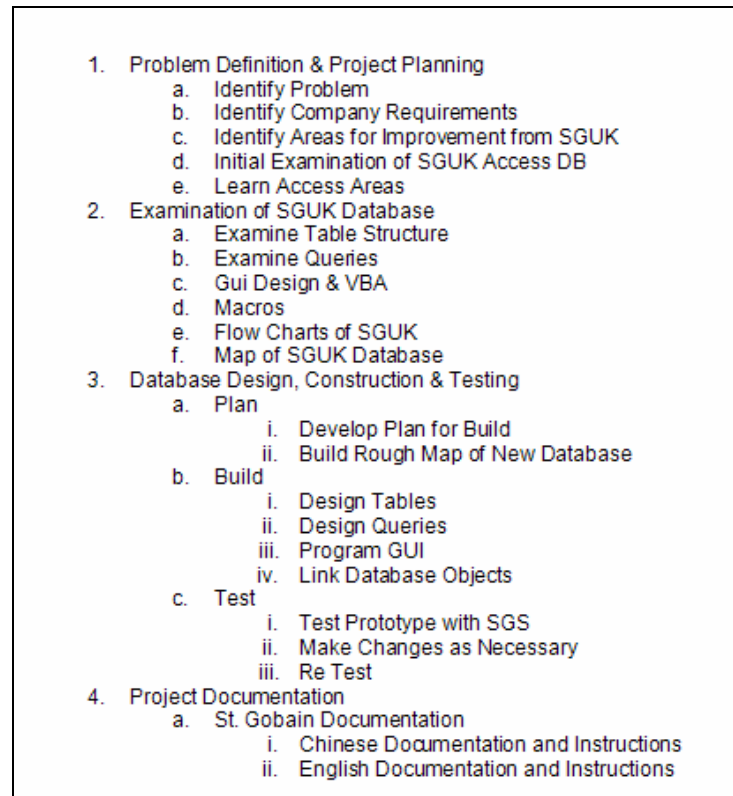 1. Problem Definition & Project Planning
a. Identify Problem
b. Identify Company Requirements
c. Identify Areas for Improvement from SGUK
d. Initial Examination of SGUK Access DB
e. Learn Access Areas
2. Examination of SGUK Database
a. Examine Table Structure
b. Examine Queries
c. Gui Design & VBA
d. Macros
e. Flow Charts of SGUK
f. Map of SGUK Database
3. Database Design, Construction & Testing
a. Plan
i. Develop Plan for Build
ii. Build Rough Map of New Database
b. Build
i. Design Tables
ii. Design Queries
iii. Program GUI
iv. Link Database Objects
c. Test
i. Test Prototype with SGS
ii. Make Changes as Necessary
iii. Re Test
4. Project Documentation
a. St. Gobain Documentation
i. Chinese Documentation and Instructions
ii. English Documentation and Instructions